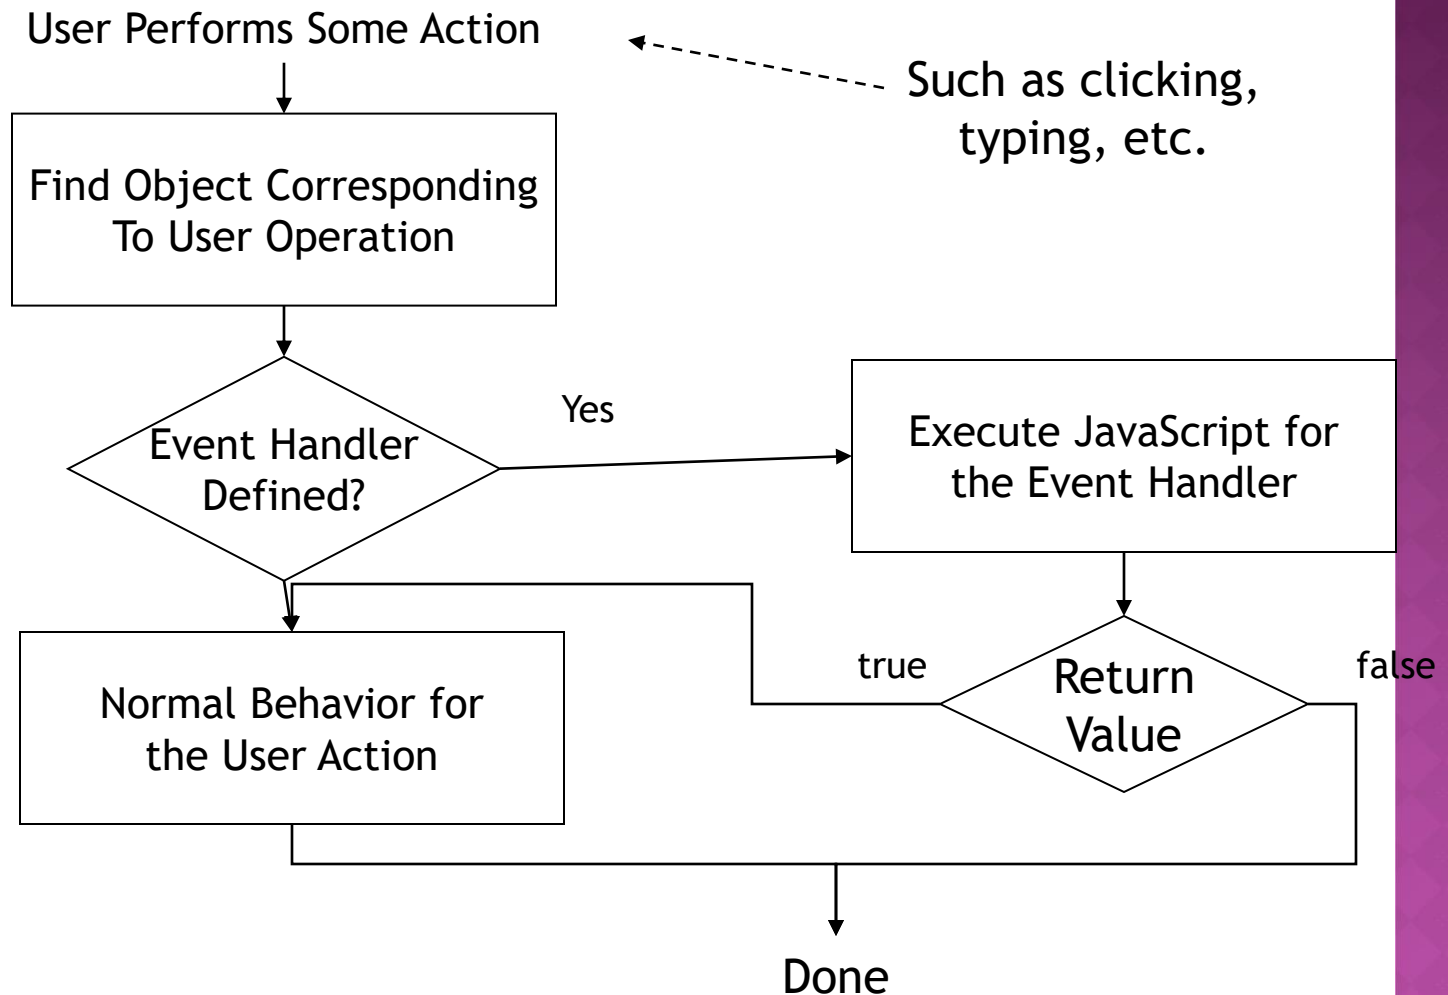 User Performs Some Action
Such as clicking,
typing, etc.
Find Object Corresponding
To User Operation
Event Handler
Defined?
Yes
Execute JavaScript for
the Event Handler
true
Return
Value
false
Normal Behavior for
the User Action
Done